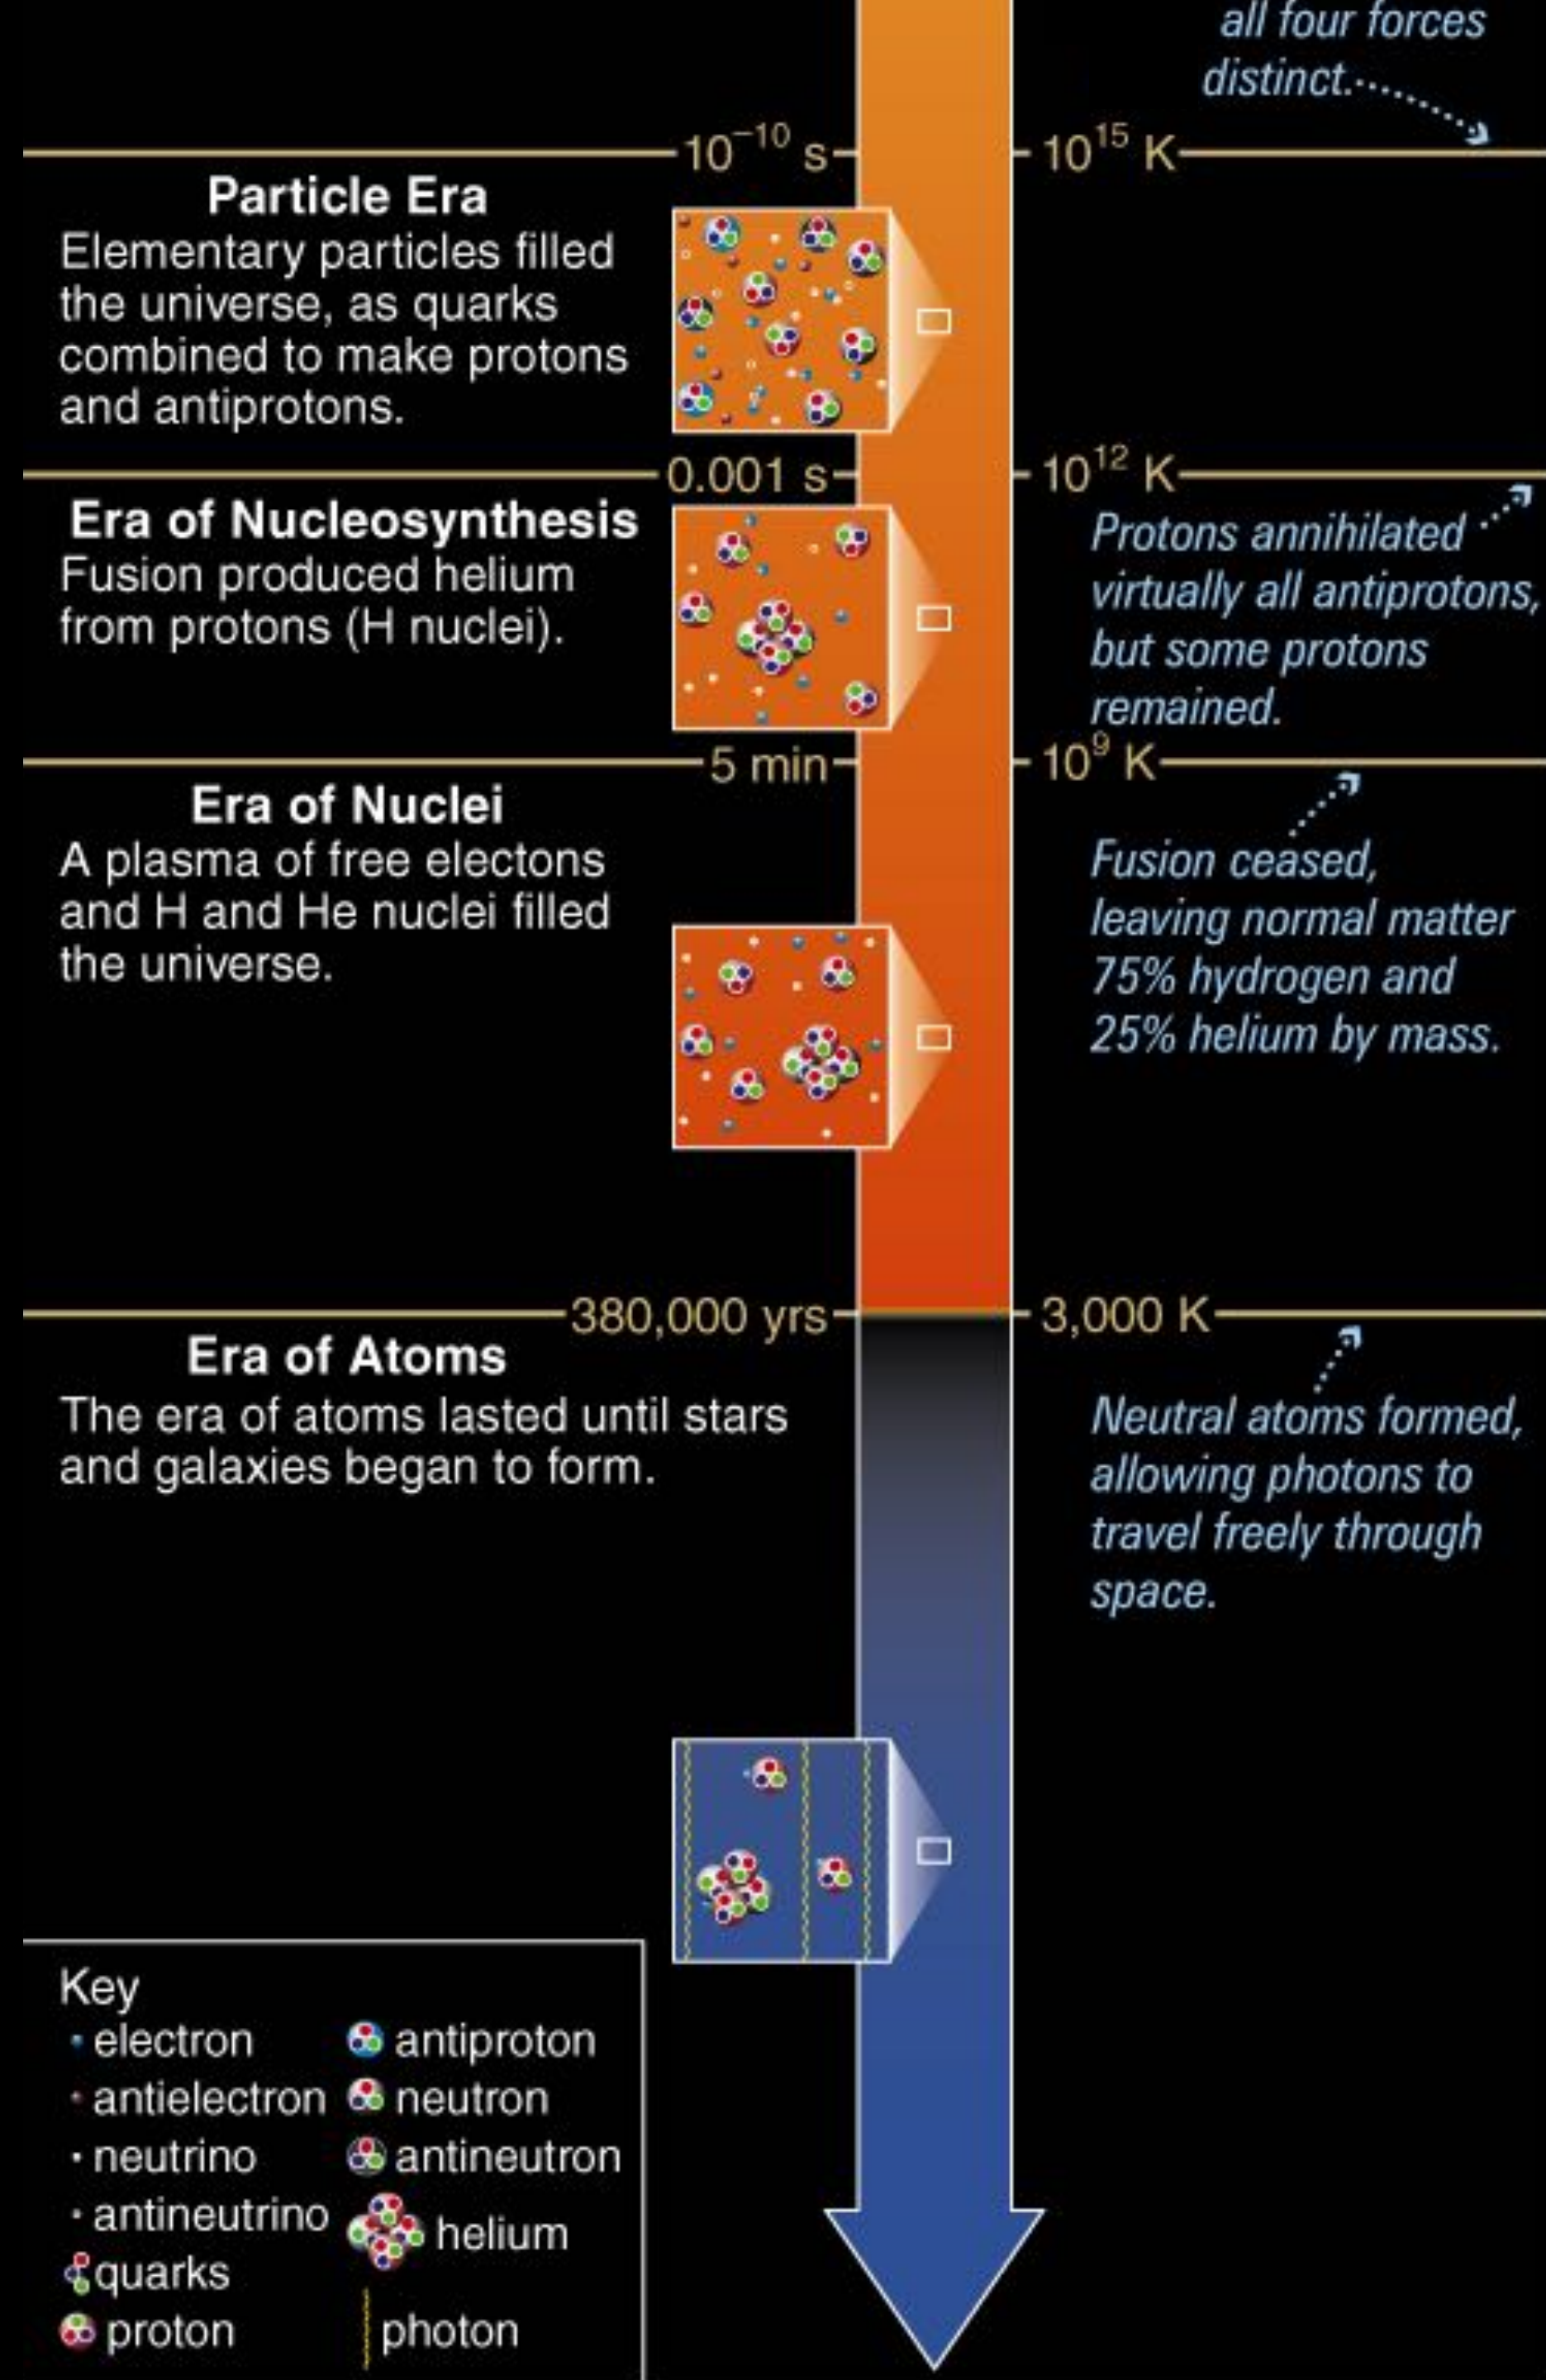 all four forces
distinct.
10⁻¹⁰ s
10¹⁵ K
Particle Era
Elementary particles filled
the universe, as quarks
combined to make protons
and antiprotons.
0.001 s
10¹² K
Era of Nucleosynthesis
Fusion produced helium
from protons (H nuclei).
Protons annihilated
virtually all antiprotons,
but some protons
remained.
5 min
10⁹ K
Era of Nuclei
A plasma of free electons
and H and He nuclei filled
the universe.
Fusion ceased,
leaving normal matter
75% hydrogen and
25% helium by mass.
380,000 yrs
3,000 K
Era of Atoms
The era of atoms lasted until stars
and galaxies began to form.
Neutral atoms formed,
allowing photons to
travel freely through
space.
Key
electron
antielectron
neutrino
antineutrino
quarks
proton
antiproton
neutron
antineutron
helium
photon